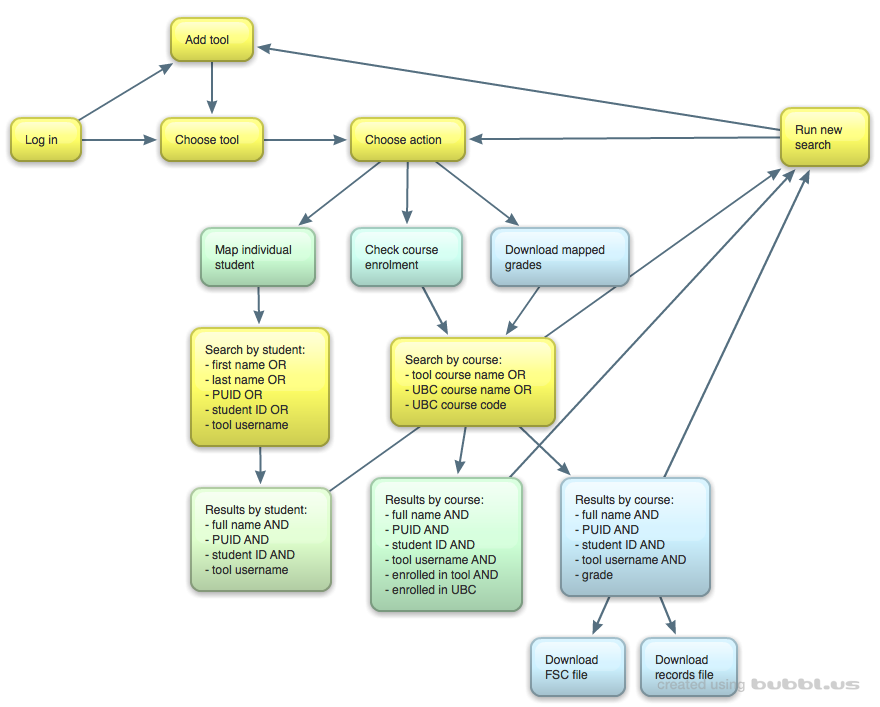 Add tool
Log in
Choose tool
Choose action
Run new
search
Map individual
student
Check course
enrolment
Download mapped
grades
Search by student:
- first name OR
- last name OR
- PUID OR
- student ID OR
- tool username
Search by course:
- tool course name OR
- UBC course name OR
- UBC course code
Results by student:
- full name AND
- PUID AND
- student ID AND
- tool username
Results by course:
- full name AND
- PUID AND
- student ID AND
- tool username AND
- enrolled in tool AND
- enrolled in UBC
Results by course:
- full name AND
- PUID AND
- student ID AND
- tool username AND
- grade
Download
FSC file
Download
records file
created using bubbl.us